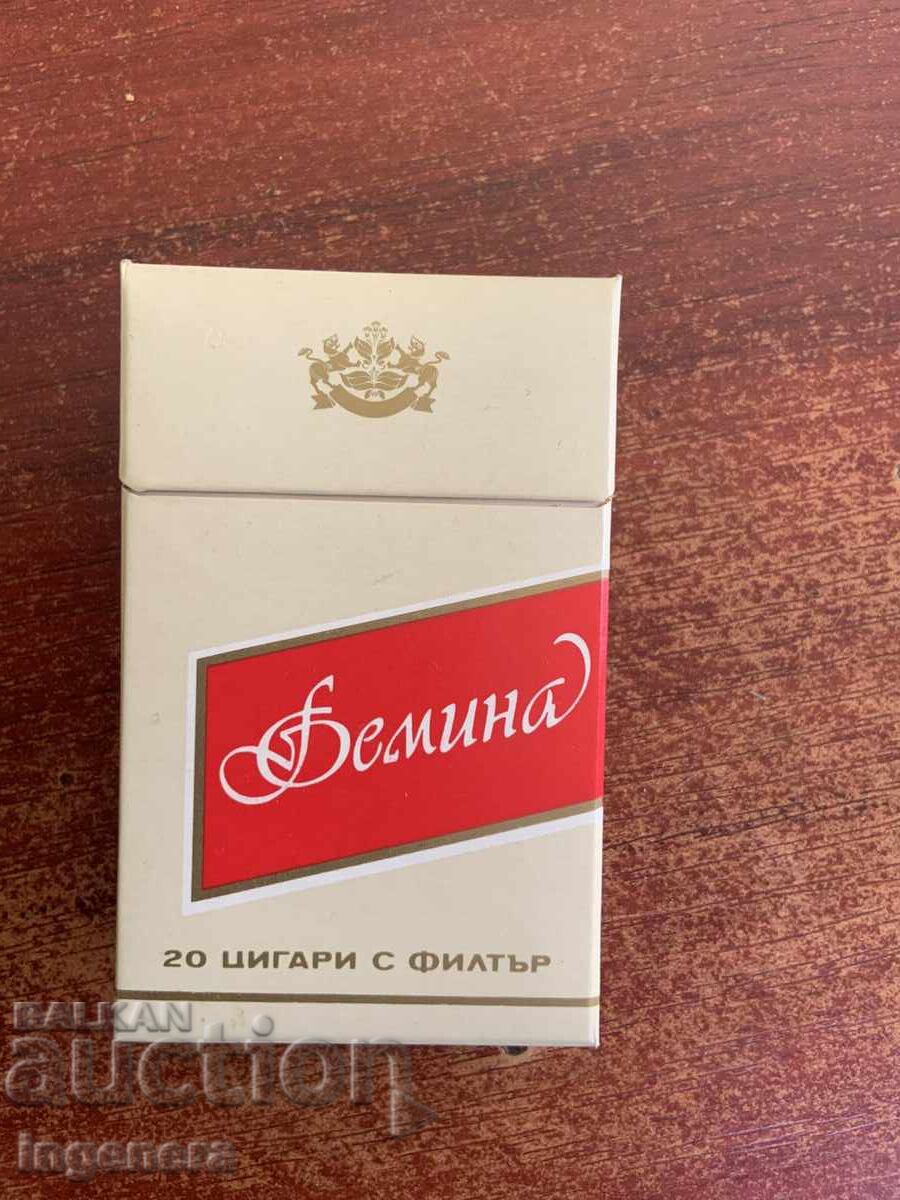 Фемина
20 ЦИГАРИ С ФИЛТЪР
BALKAN
auction
ingenera